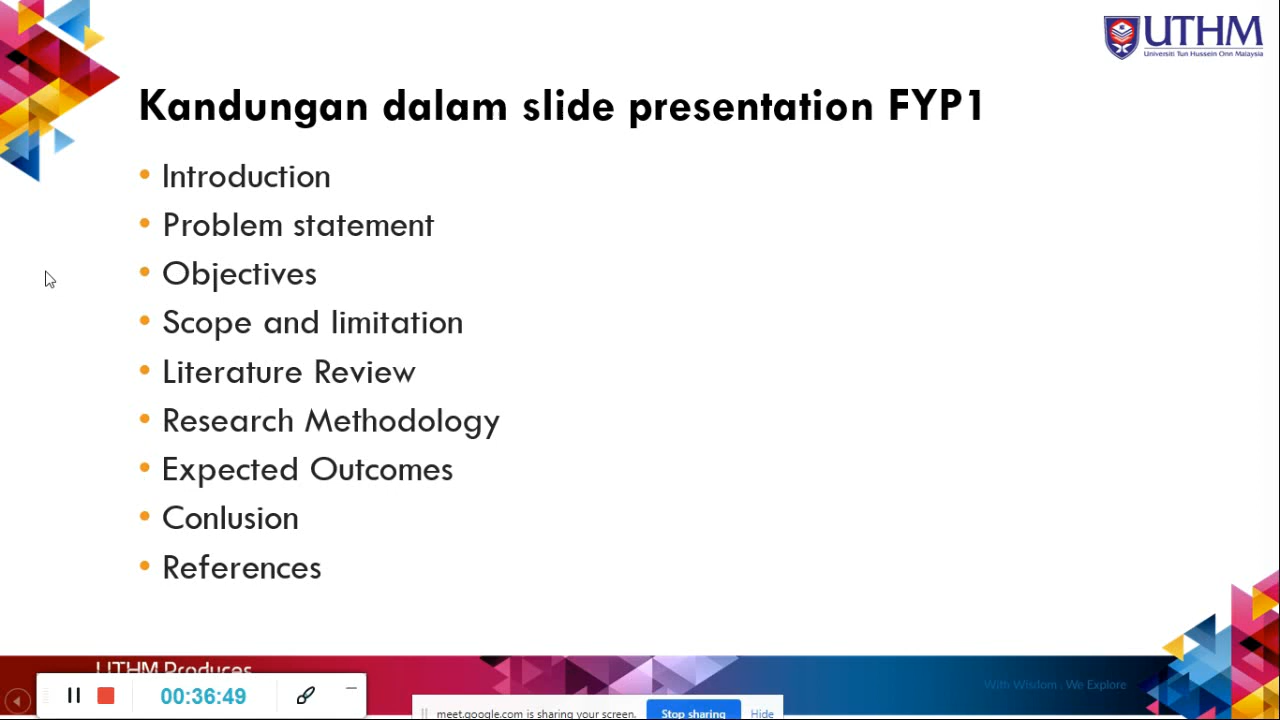 UTHM
Universiti Tun Hussein Onn Malaysia
Kandungan dalam slide presentation FYP1
• Introduction
• Problem statement
• Objectives
• Scope and limitation
• Literature Review
• Research Methodology
• Expected Outcomes
• Conlusion
• References
UTHM Produces
With Wisdom . We Explore
00:36:49
meet.google.com is sharing your screen.
Stop sharing
Hide